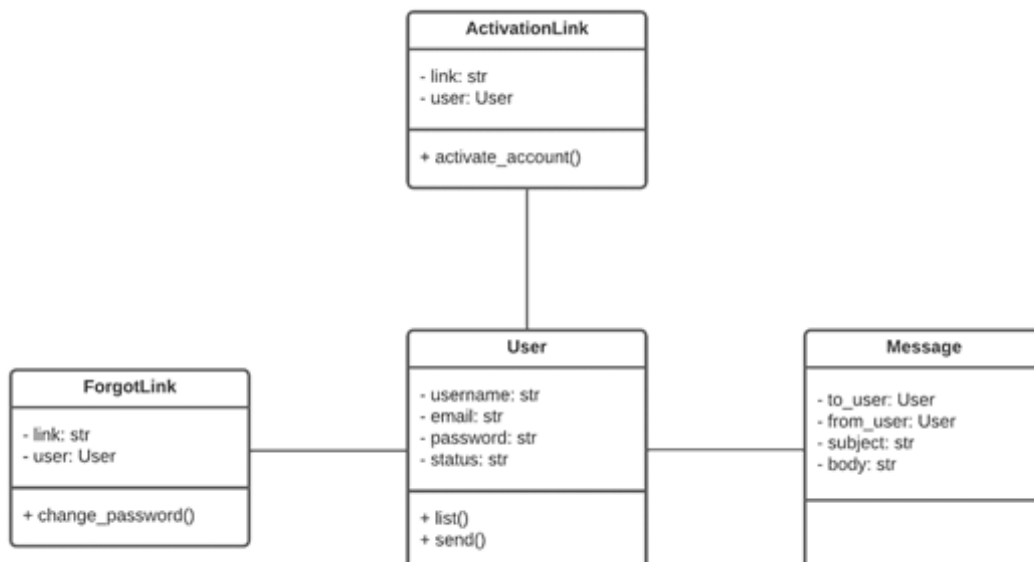 ActivationLink
- link: str
- user: User
+ activate_account()
User
- username: str
- email: str
- password: str
- status: str
+ list()
+ send()
Message
- to_user: User
- from_user: User
- subject: str
- body: str
ForgotLink
- link: str
- user: User
+ change_password()